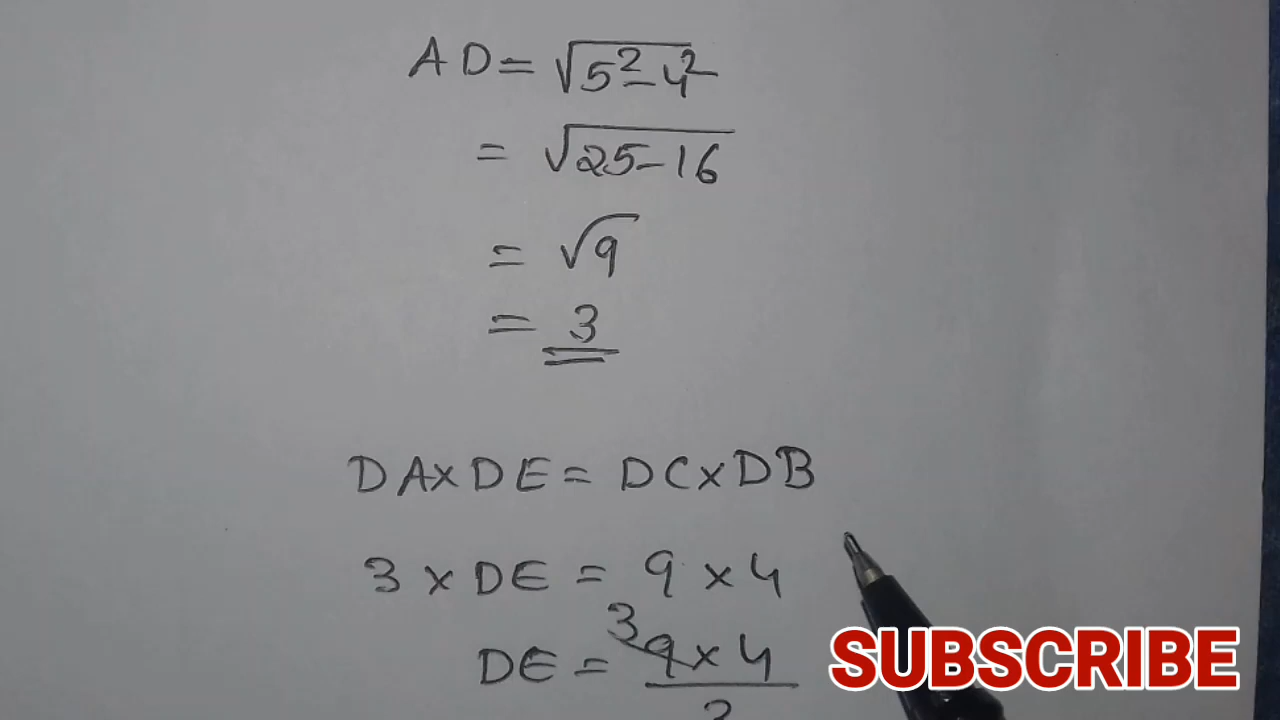 AD = √5²-4²
= √25-16
= √9
= 3
DA×DE = DC×DB
3 × DE = 9 × 4
3
DE = 9×4
SUBSCRIBE